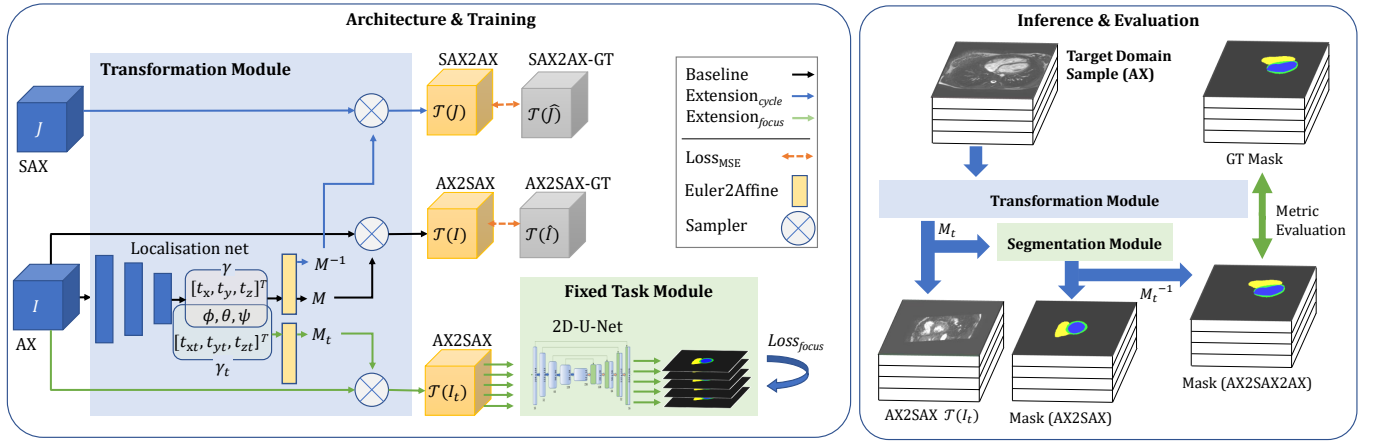 Architecture & Training
Transformation Module
J
SAX
SAX2AX
𝒯(J)
SAX2AX-GT
𝒯(Ĵ)
Baseline
Extension_cycle
Extension_focus
Loss_MSE
Euler2Affine
Sampler
AX2SAX
𝒯(I)
AX2SAX-GT
𝒯(Î)
Localisation net
I
AX
γ
[t_x, t_y, t_z]^T
ϕ, θ, ψ
[t_xt, t_yt, t_zt]^T
γ_t
M^−1
M
M_t
AX2SAX
𝒯(I_t)
Fixed Task Module
2D-U-Net
Loss_focus
Inference & Evaluation
Target Domain
Sample (AX)
GT Mask
Transformation Module
M_t
Segmentation Module
M_t^−1
Metric
Evaluation
AX2SAX 𝒯(I_t)
Mask (AX2SAX)
Mask (AX2SAX2AX)